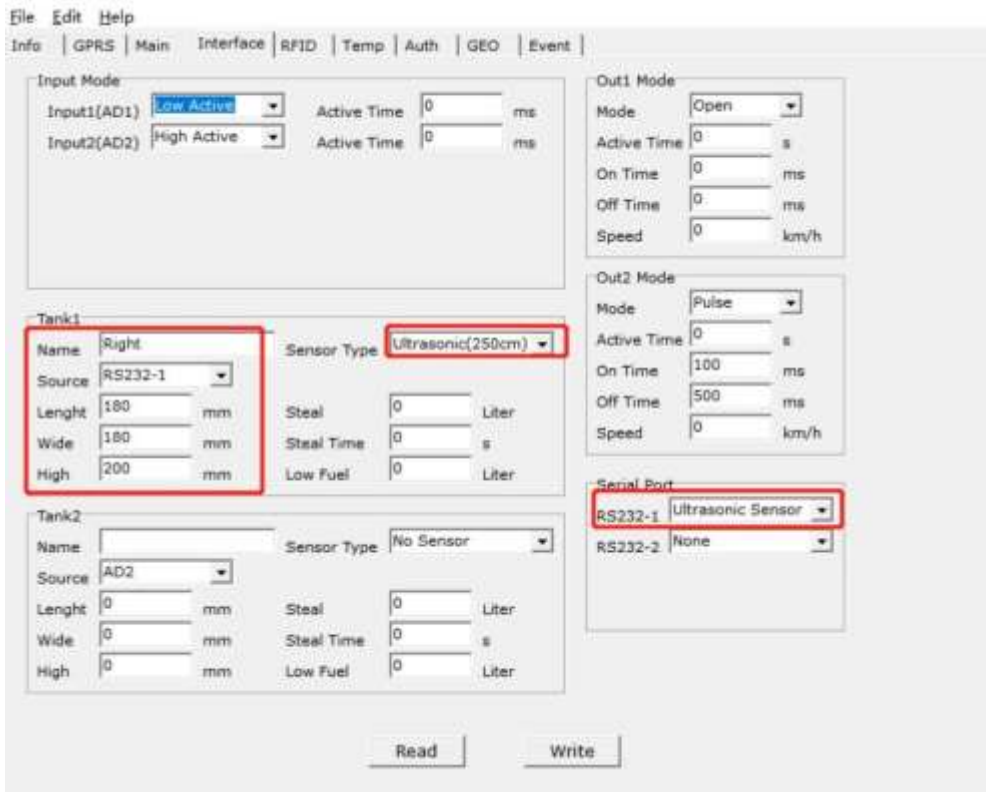 File Edit Help
Info GPRS Main Interface RFID Temp Auth GEO Event
Input Mode
Input1(AD1) Low Active Active Time 0 ms
Input2(AD2) High Active Active Time 0 ms
Out1 Mode
Mode Open
Active Time 0 s
On Time 0 ms
Off Time 0 ms
Speed 0 km/h
Out2 Mode
Mode Pulse
Active Time 0 s
On Time 100 ms
Off Time 500 ms
Speed 0 km/h
Tank1
Name Right Sensor Type Ultrasonic(250cm)
Source RS232-1
Lenght 180 mm Steal 0 Liter
Wide 180 mm Steal Time 0 s
High 200 mm Low Fuel 0 Liter
Serial Port
RS232-1 Ultrasonic Sensor
RS232-2 None
Tank2
Name Sensor Type No Sensor
Source AD2
Lenght 0 mm Steal 0 Liter
Wide 0 mm Steal Time 0 s
High 0 mm Low Fuel 0 Liter
Read Write